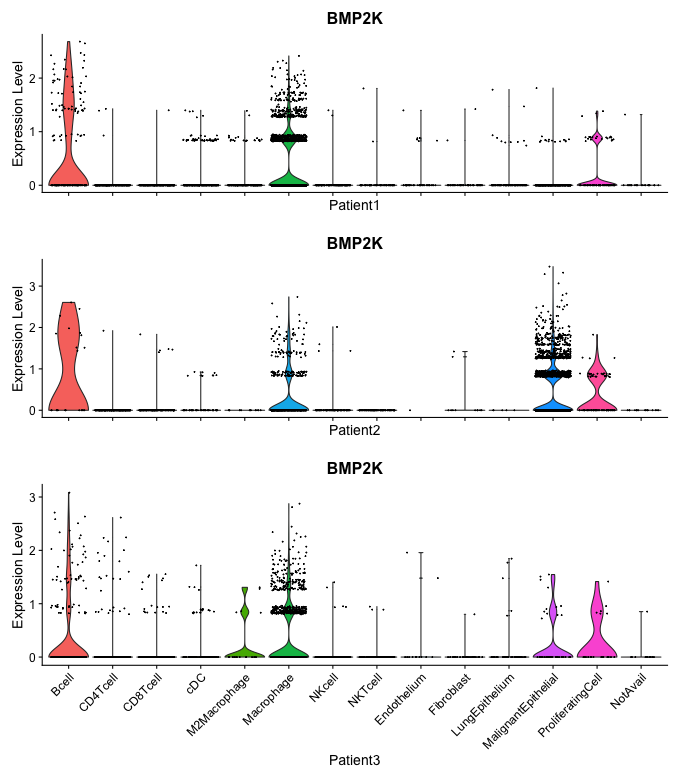 BMP2K
Expression Level
2
1
0
Patient1
BMP2K
Expression Level
3
2
1
0
Patient2
BMP2K
Expression Level
3
2
1
0
Bcell
CD4Tcell
CD8Tcell
cDC
M2Macrophage
Macrophage
NKcell
NKTcell
Endothelium
Fibroblast
LungEpithelium
MalignantEpithelial
ProliferatingCell
NotAvail
Patient3